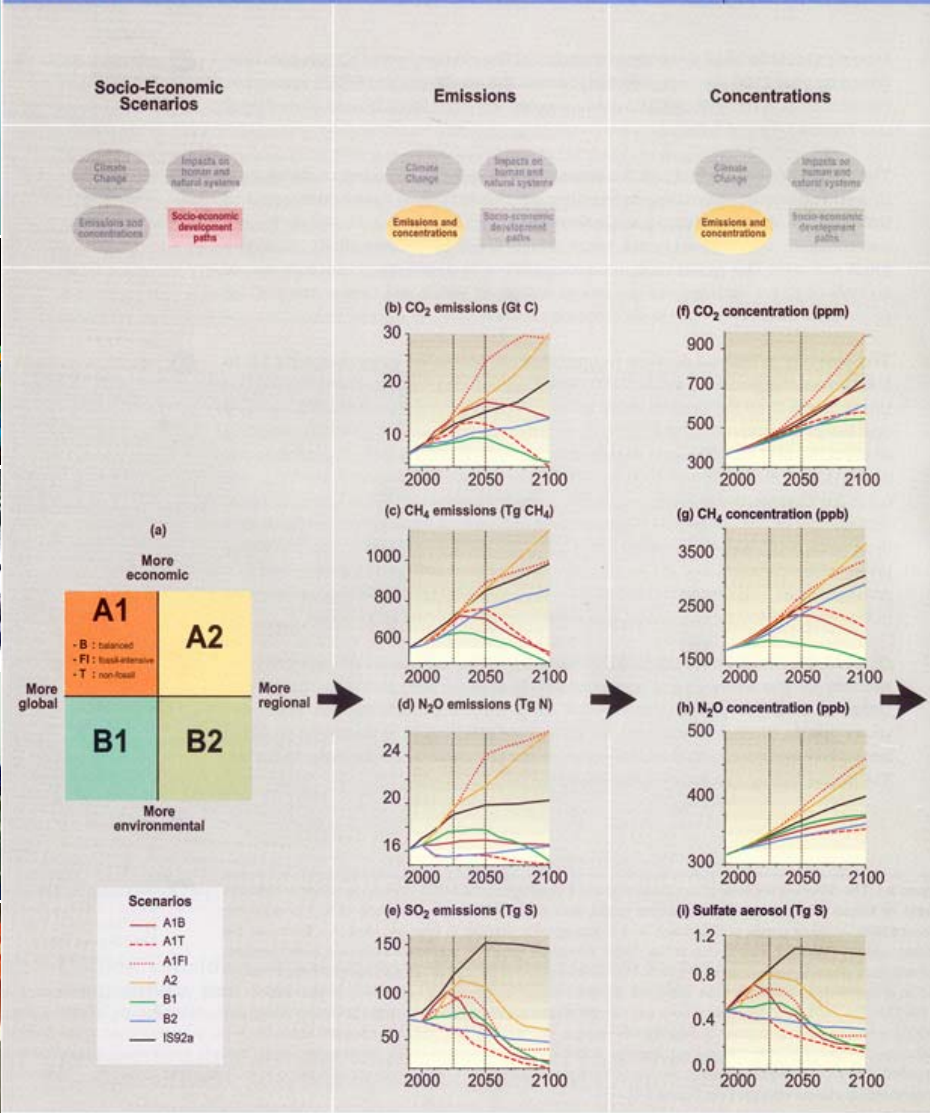 Socio-Economic
Scenarios
Emissions
Concentrations
Climate
Change
Impacts on
human and
natural systems
Emissions and
concentrations
Socio-economic
development
paths
Climate
Change
Impacts on
human and
natural systems
Emissions and
concentrations
Socio-economic
development
paths
Climate
Change
Impacts on
human and
natural systems
Emissions and
concentrations
Socio-economic
development
paths
(a)
More
economic
A1
- B : balanced
- FI : fossil-intensive
- T : non-fossil
A2
More
global
More
regional
B1
B2
More
environmental
Scenarios
A1B
A1T
A1FI
A2
B1
B2
IS92a
(b) CO2 emissions (Gt C)
30
20
10
2000 2050 2100
(c) CH4 emissions (Tg CH4)
1000
800
600
2000 2050 2100
(d) N2O emissions (Tg N)
24
20
16
2000 2050 2100
(e) SO2 emissions (Tg S)
150
100
50
2000 2050 2100
(f) CO2 concentration (ppm)
900
700
500
300
2000 2050 2100
(g) CH4 concentration (ppb)
3500
2500
1500
2000 2050 2100
(h) N2O concentration (ppb)
500
400
300
2000 2050 2100
(i) Sulfate aerosol (Tg S)
1.2
0.8
0.4
0.0
2000 2050 2100